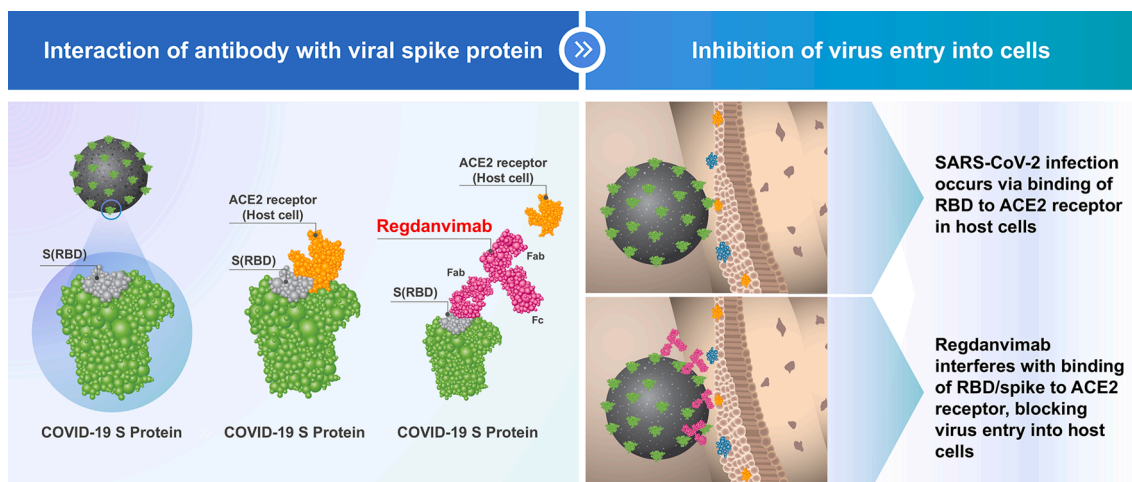 Interaction of antibody with viral spike protein
Inhibition of virus entry into cells
S(RBD)
COVID-19 S Protein
ACE2 receptor
(Host cell)
S(RBD)
COVID-19 S Protein
ACE2 receptor
(Host cell)
Regdanvimab
Fab
Fab
Fc
S(RBD)
COVID-19 S Protein
SARS-CoV-2 infection
occurs via binding of
RBD to ACE2 receptor
in host cells
Regdanvimab
interferes with binding
of RBD/spike to ACE2
receptor, blocking
virus entry into host
cells